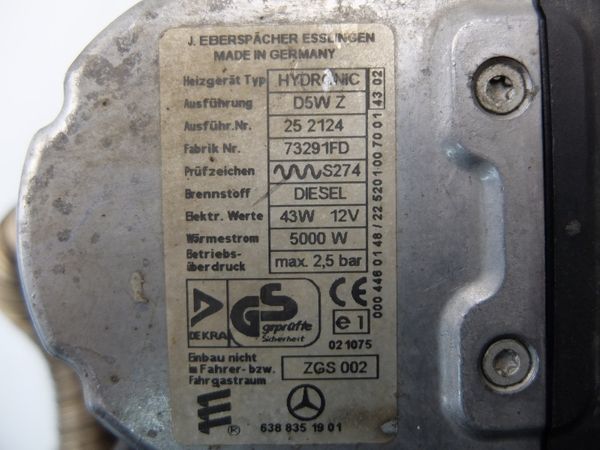 J. EBERSPÄCHER ESSLINGEN
MADE IN GERMANY
Heizgerät Typ HYDRONIC
Ausführung D5W Z
Ausführ.Nr. 25 2124
Fabrik Nr. 73291FD
Prüfzeichen S274
Brennstoff DIESEL
Elektr. Werte 43W 12V
Wärmestrom 5000 W
Betriebs-
überdruck max. 2,5 bar
000 446 01 48 / 22 5201 00 70 01 43 02
DEKRA
GS
geprüfte
Sicherheit
CE
e1
021075
Einbau nicht
im Fahrer- bzw.
Fahrgastraum
ZGS 002
638 835 19 01